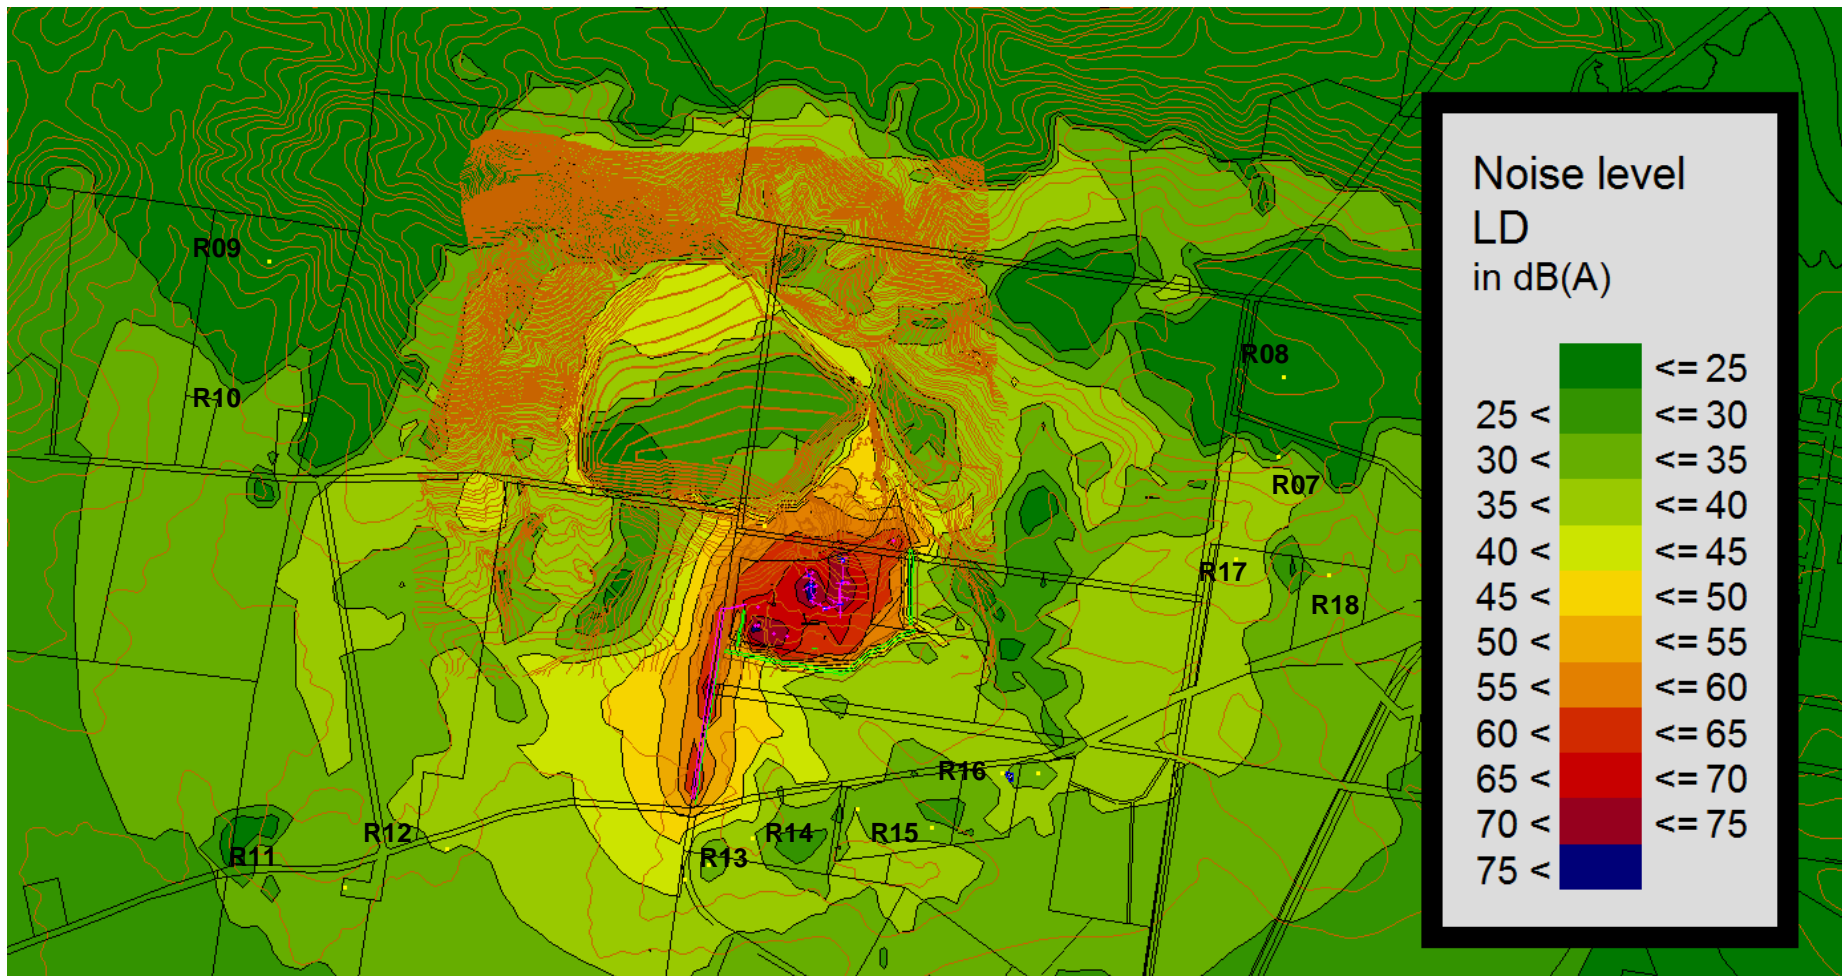 R09
R08
R10
R07
R17
R18
R16
R12
R14
R15
R11
R13
Noise level
LD
in dB(A)
<= 25
25 < <= 30
30 < <= 35
35 < <= 40
40 < <= 45
45 < <= 50
50 < <= 55
55 < <= 60
60 < <= 65
65 < <= 70
70 < <= 75
75 <